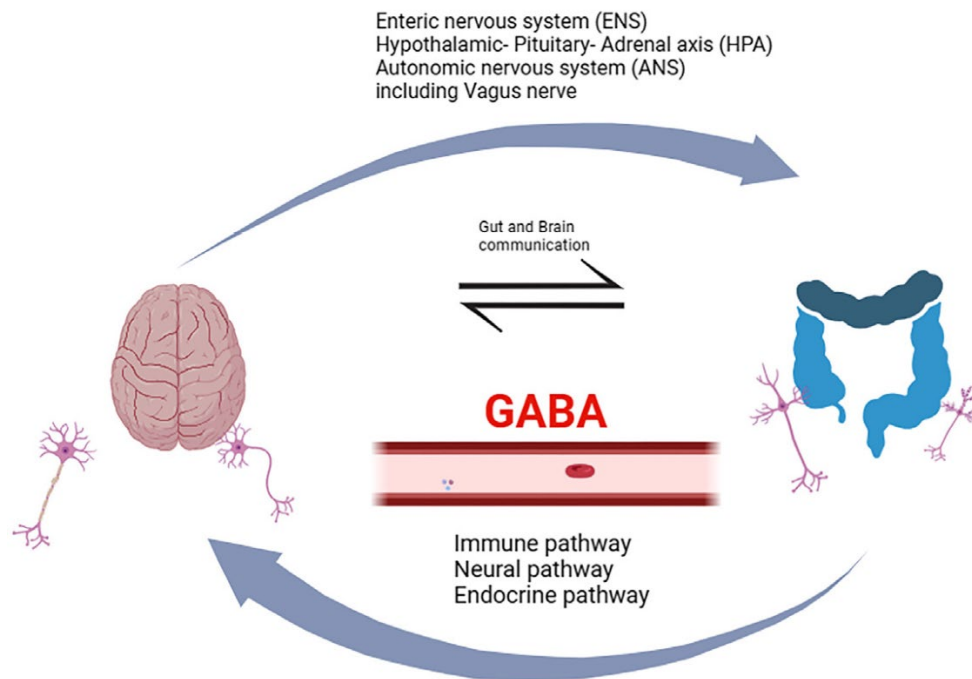 Enteric nervous system (ENS)
Hypothalamic- Pituitary- Adrenal axis (HPA)
Autonomic nervous system (ANS)
including Vagus nerve
Gut and Brain
communication
GABA
Immune pathway
Neural pathway
Endocrine pathway